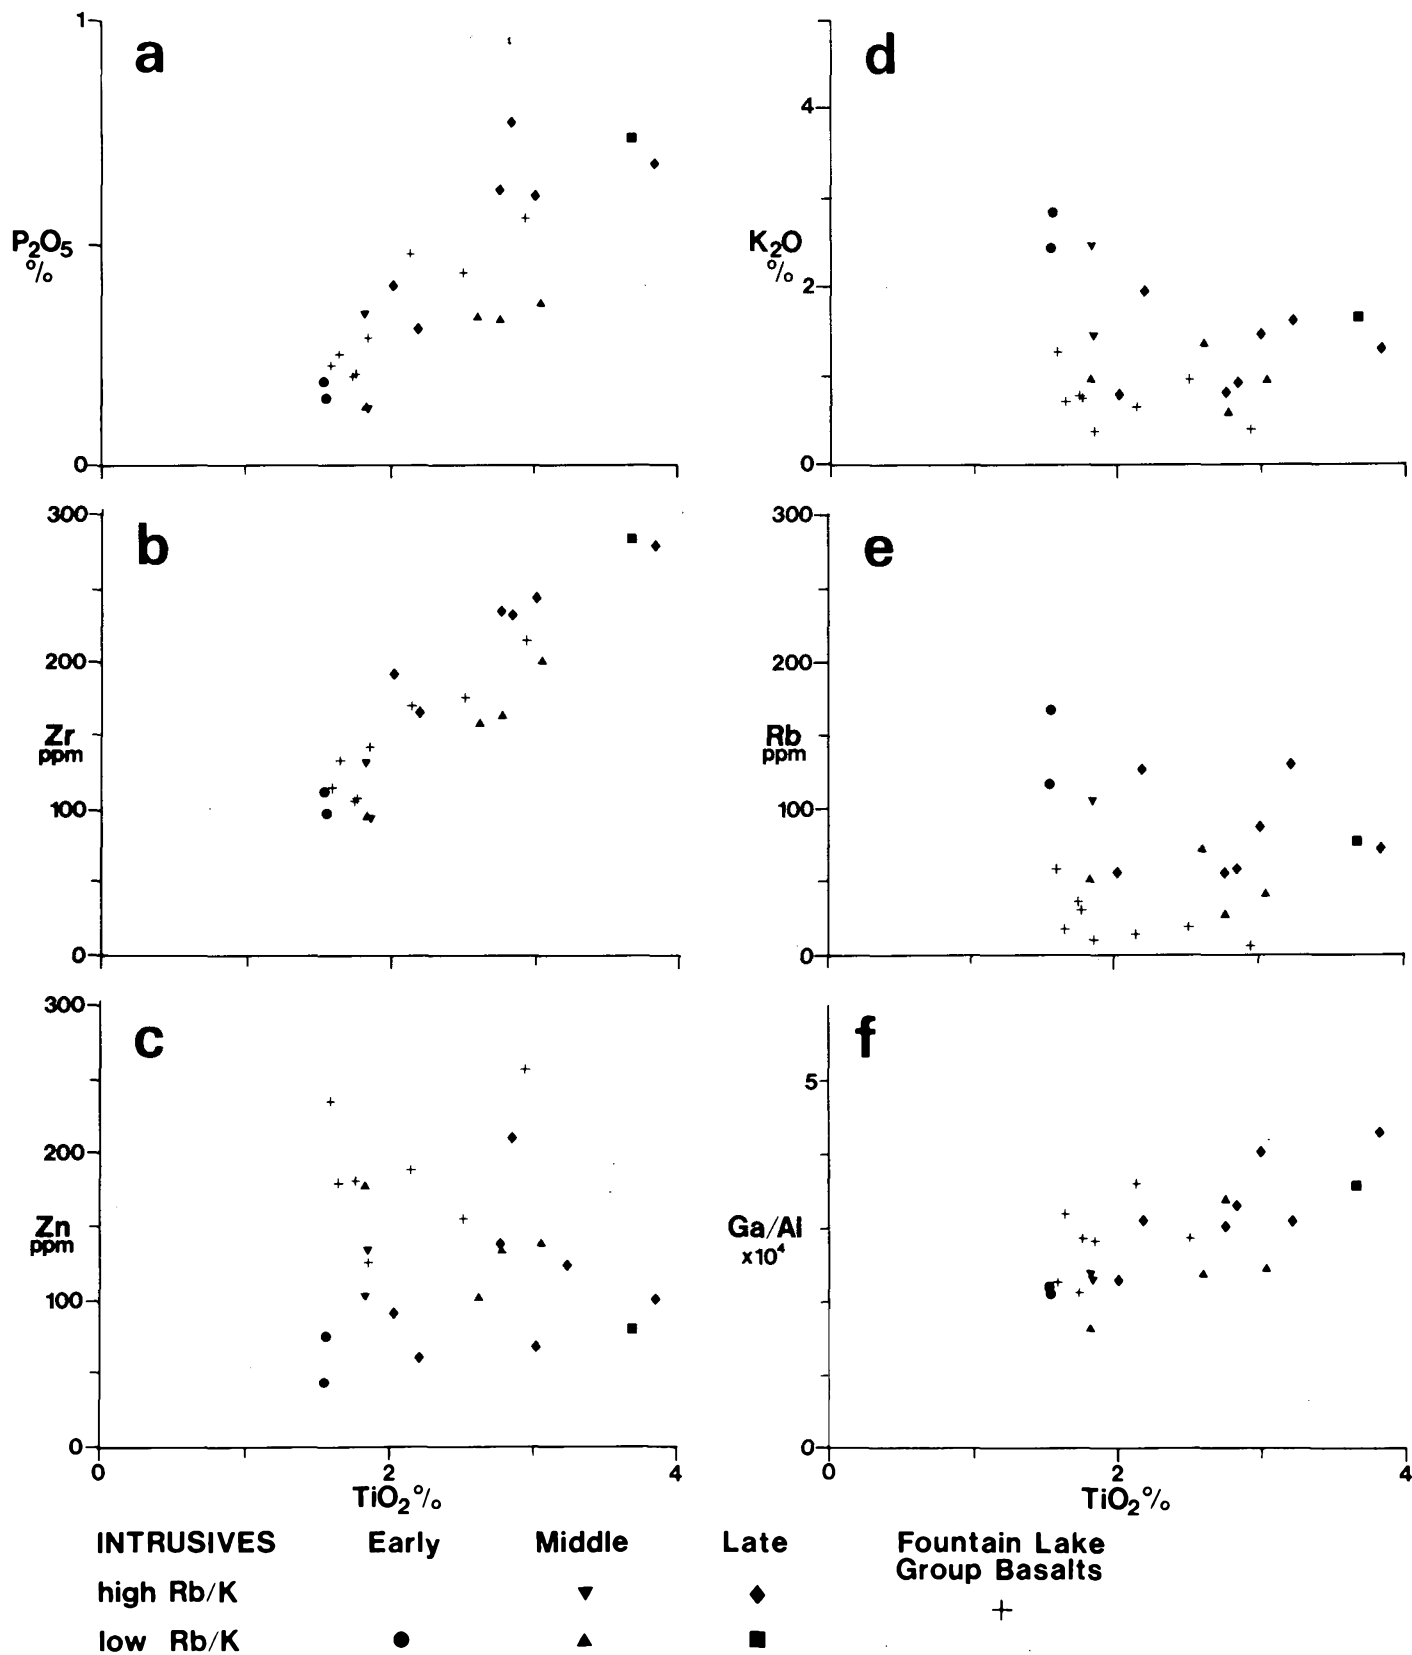 a
1
P₂O₅
%
0
b
300
200
Zr
ppm
100
0
c
300
200
Zn
ppm
100
0
0 2 4
TiO₂%
d
4
K₂O
%
2
0
e
300
200
Rb
ppm
100
0
f
5
Ga/Al
x10⁴
0
0 2 4
TiO₂%
INTRUSIVES Early Middle Late Fountain Lake
Group Basalts
high Rb/K
low Rb/K